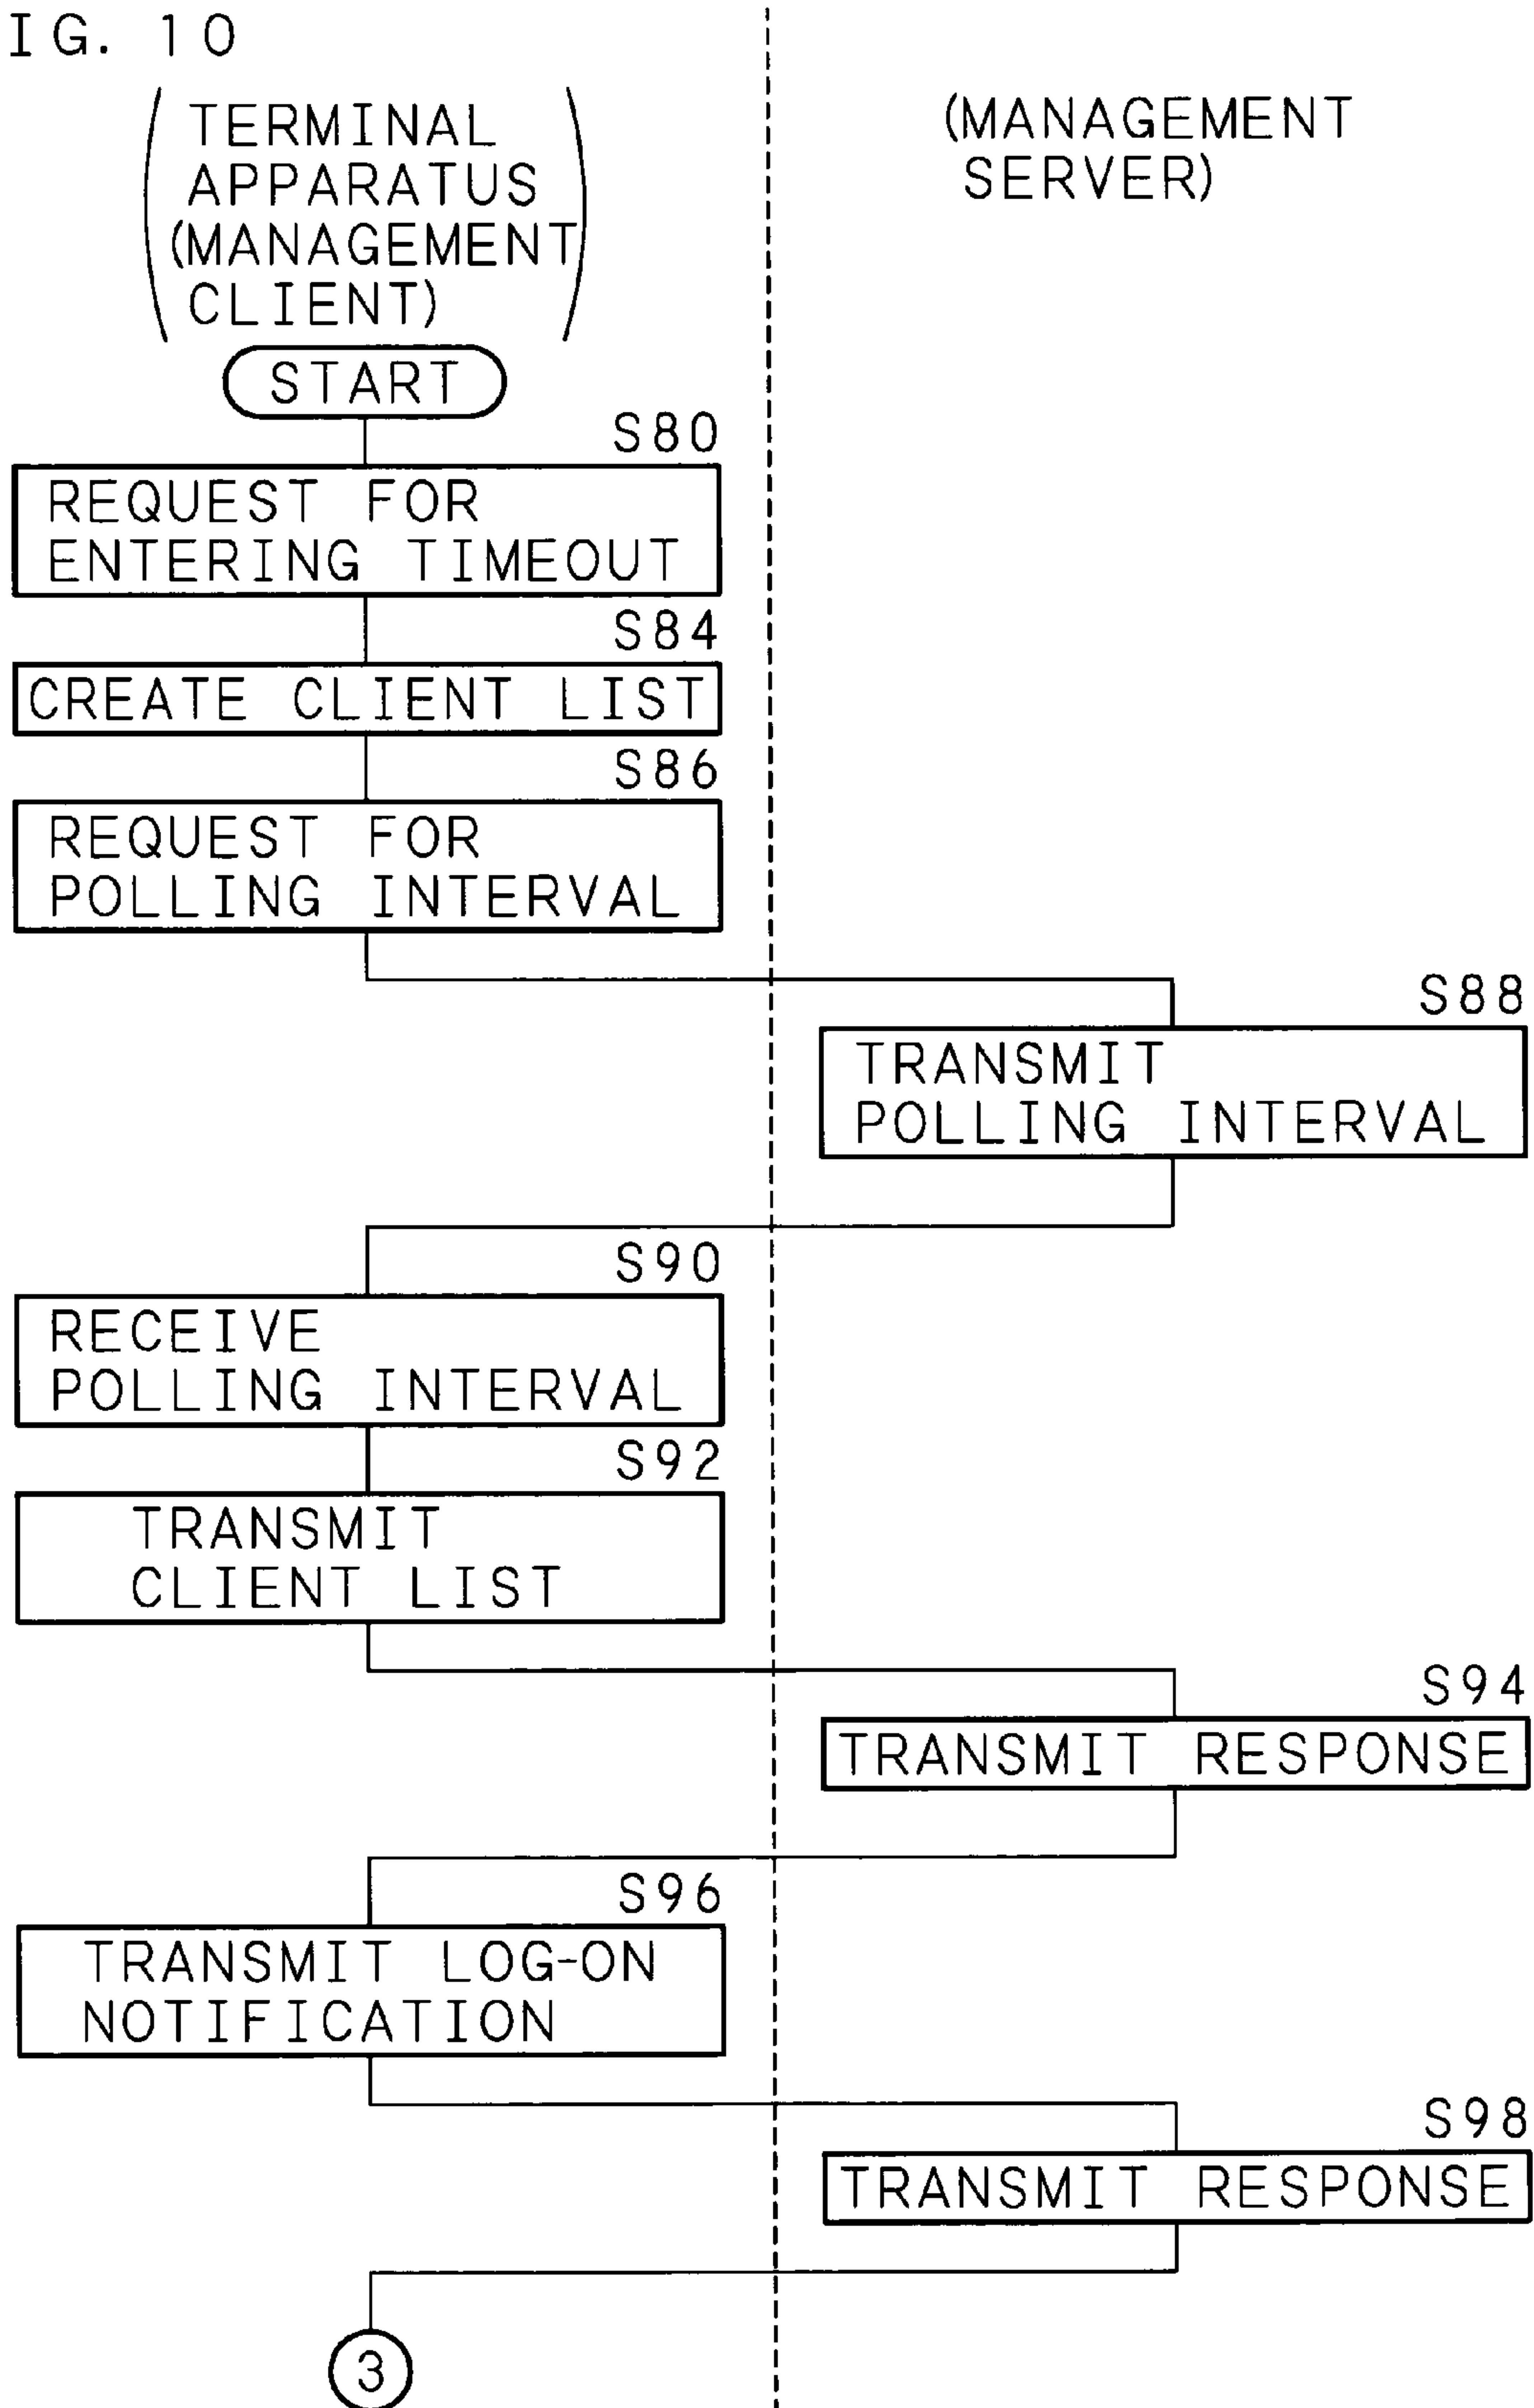 IG. 10
(TERMINAL
APPARATUS
(MANAGEMENT
CLIENT))
(MANAGEMENT
SERVER)
START
S80
REQUEST FOR
ENTERING TIMEOUT
S84
CREATE CLIENT LIST
S86
REQUEST FOR
POLLING INTERVAL
S88
TRANSMIT
POLLING INTERVAL
S90
RECEIVE
POLLING INTERVAL
S92
TRANSMIT
CLIENT LIST
S94
TRANSMIT RESPONSE
S96
TRANSMIT LOG-ON
NOTIFICATION
S98
TRANSMIT RESPONSE
3